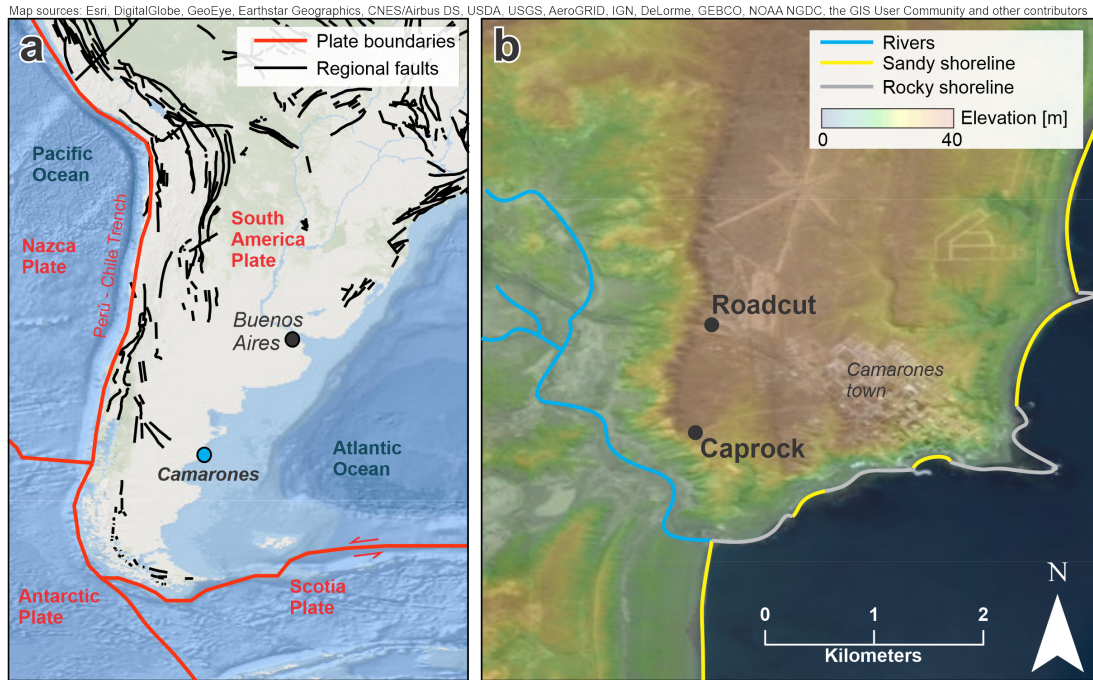 Map sources: Esri, DigitalGlobe, GeoEye, Earthstar Geographics, CNES/Airbus DS, USDA, USGS, AeroGRID, IGN, DeLorme, GEBCO, NOAA NGDC, the GIS User Community and other contributors
a
Plate boundaries
Regional faults
Pacific
Ocean
Nazca
Plate
Perú - Chile Trench
South
America
Plate
Buenos
Aires
Camarones
Atlantic
Ocean
Antarctic
Plate
Scotia
Plate
b
Rivers
Sandy shoreline
Rocky shoreline
Elevation [m]
0 40
Roadcut
Camarones
town
Caprock
N
0 1 2
Kilometers